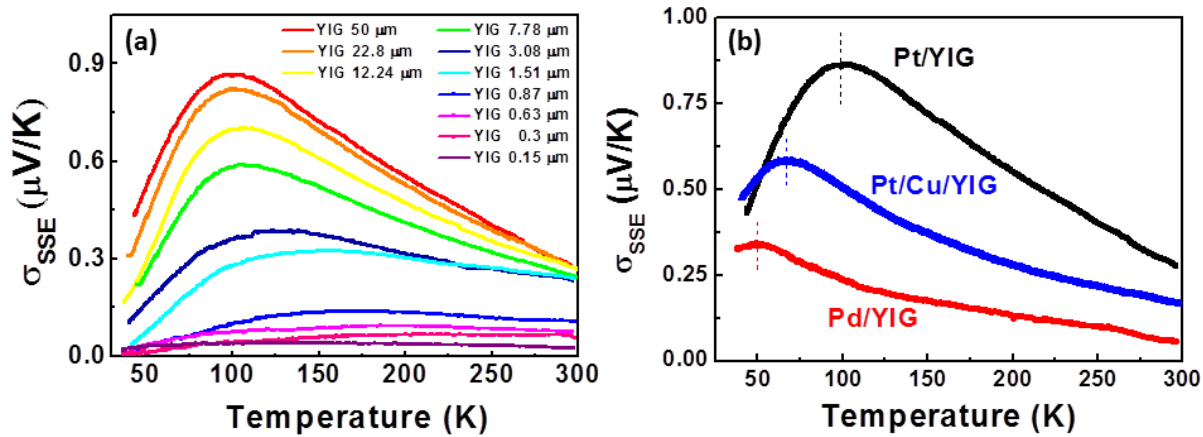 (a)
YIG 50 μm
YIG 22.8 μm
YIG 12.24 μm
YIG 7.78 μm
YIG 3.08 μm
YIG 1.51 μm
YIG 0.87 μm
YIG 0.63 μm
YIG 0.3 μm
YIG 0.15 μm
σSSE (μV/K)
0.9
0.6
0.3
0.0
50 100 150 200 250 300
Temperature (K)
(b)
Pt/YIG
Pt/Cu/YIG
Pd/YIG
σSSE (μV/K)
1.00
0.75
0.50
0.25
0.00
50 100 150 200 250 300
Temperature (K)